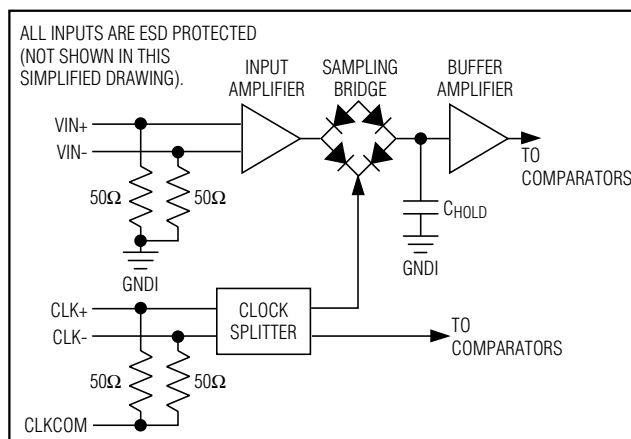 ALL INPUTS ARE ESD PROTECTED
(NOT SHOWN IN THIS
SIMPLIFIED DRAWING).
INPUT
AMPLIFIER
SAMPLING
BRIDGE
BUFFER
AMPLIFIER
VIN+
VIN-
TO
COMPARATORS
50Ω
50Ω
CHOLD
GNDI
GNDI
CLK+
CLK-
CLOCK
SPLITTER
TO
COMPARATORS
50Ω
50Ω
CLKCOM